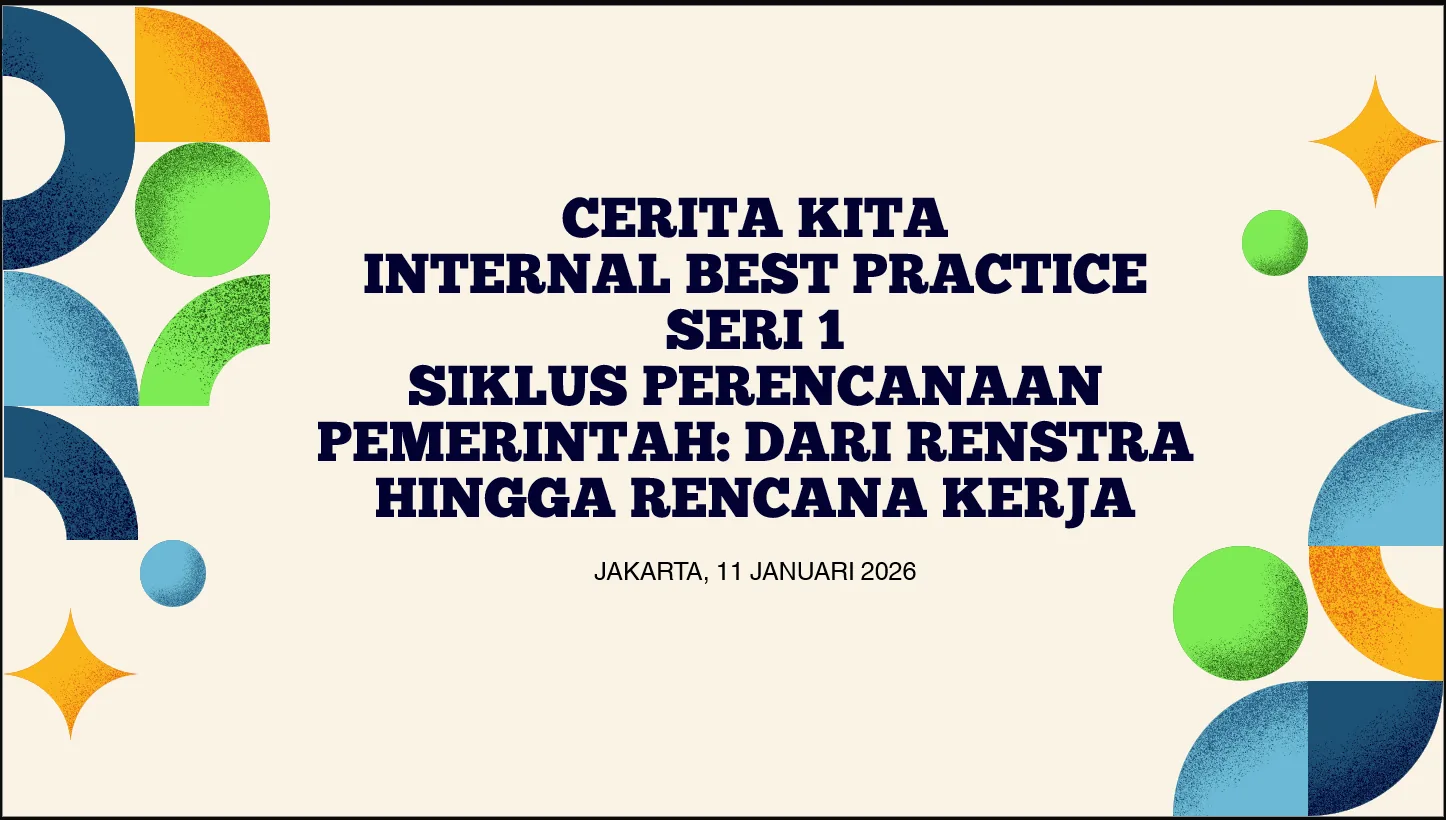 CERITA KITA
INTERNAL BEST PRACTICE
SERI 1
SIKLUS PERENCANAAN
PEMERINTAH: DARI RENSTRA
HINGGA RENCANA KERJA
JAKARTA, 11 JANUARI 2026